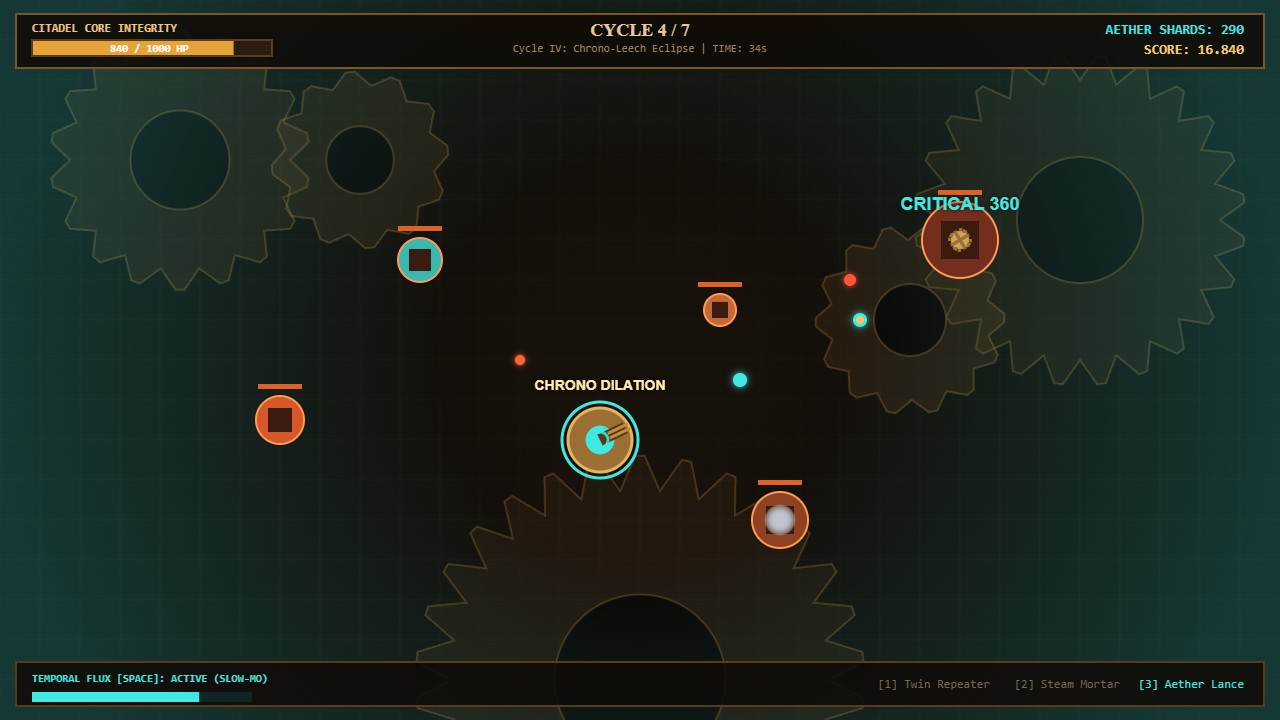 CITADEL CORE INTEGRITY
840 / 1000 HP
CYCLE 4 / 7
Cycle IV: Chrono-Leech Eclipse | TIME: 34s
AETHER SHARDS: 290
SCORE: 16.840
CRITICAL 360
CHRONO DILATION
TEMPORAL FLUX [SPACE]: ACTIVE (SLOW-MO)
[1] Twin Repeater [2] Steam Mortar [3] Aether Lance